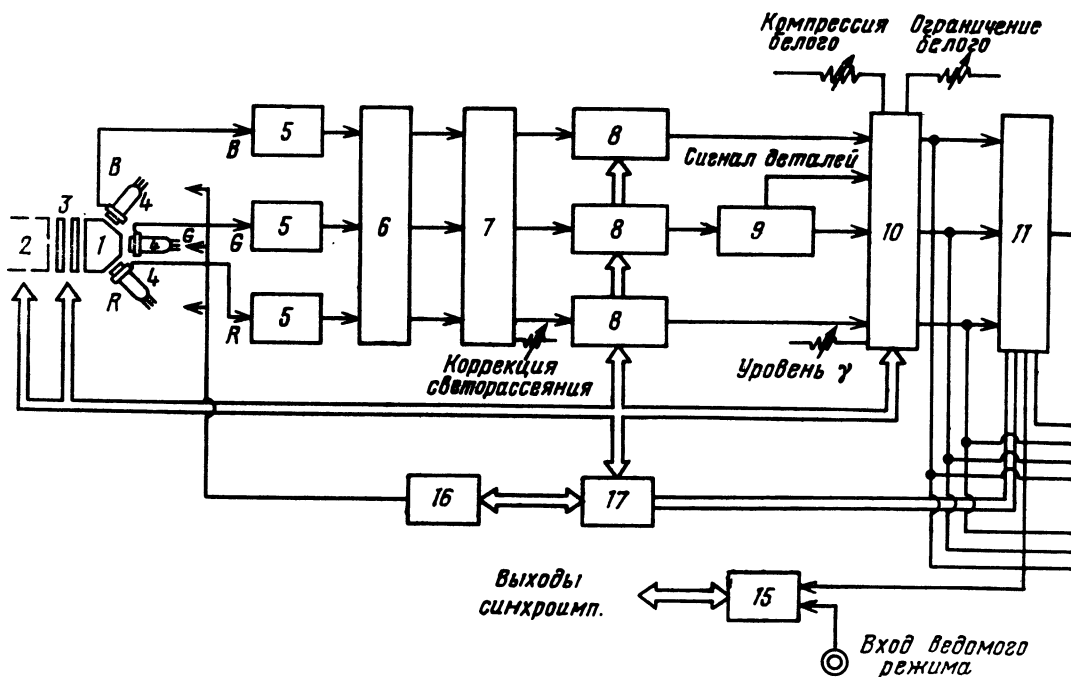 Компрессия белого
Ограничение белого
5
B
B
8
Сигнал деталей
3
4
2
1
4
G
G
5
6
7
8
9
10
11
4
R
R
5
8
Коррекция светорассеяния
Уровень γ
16
17
Выходы синхроимп.
15
Вход ведомого режима